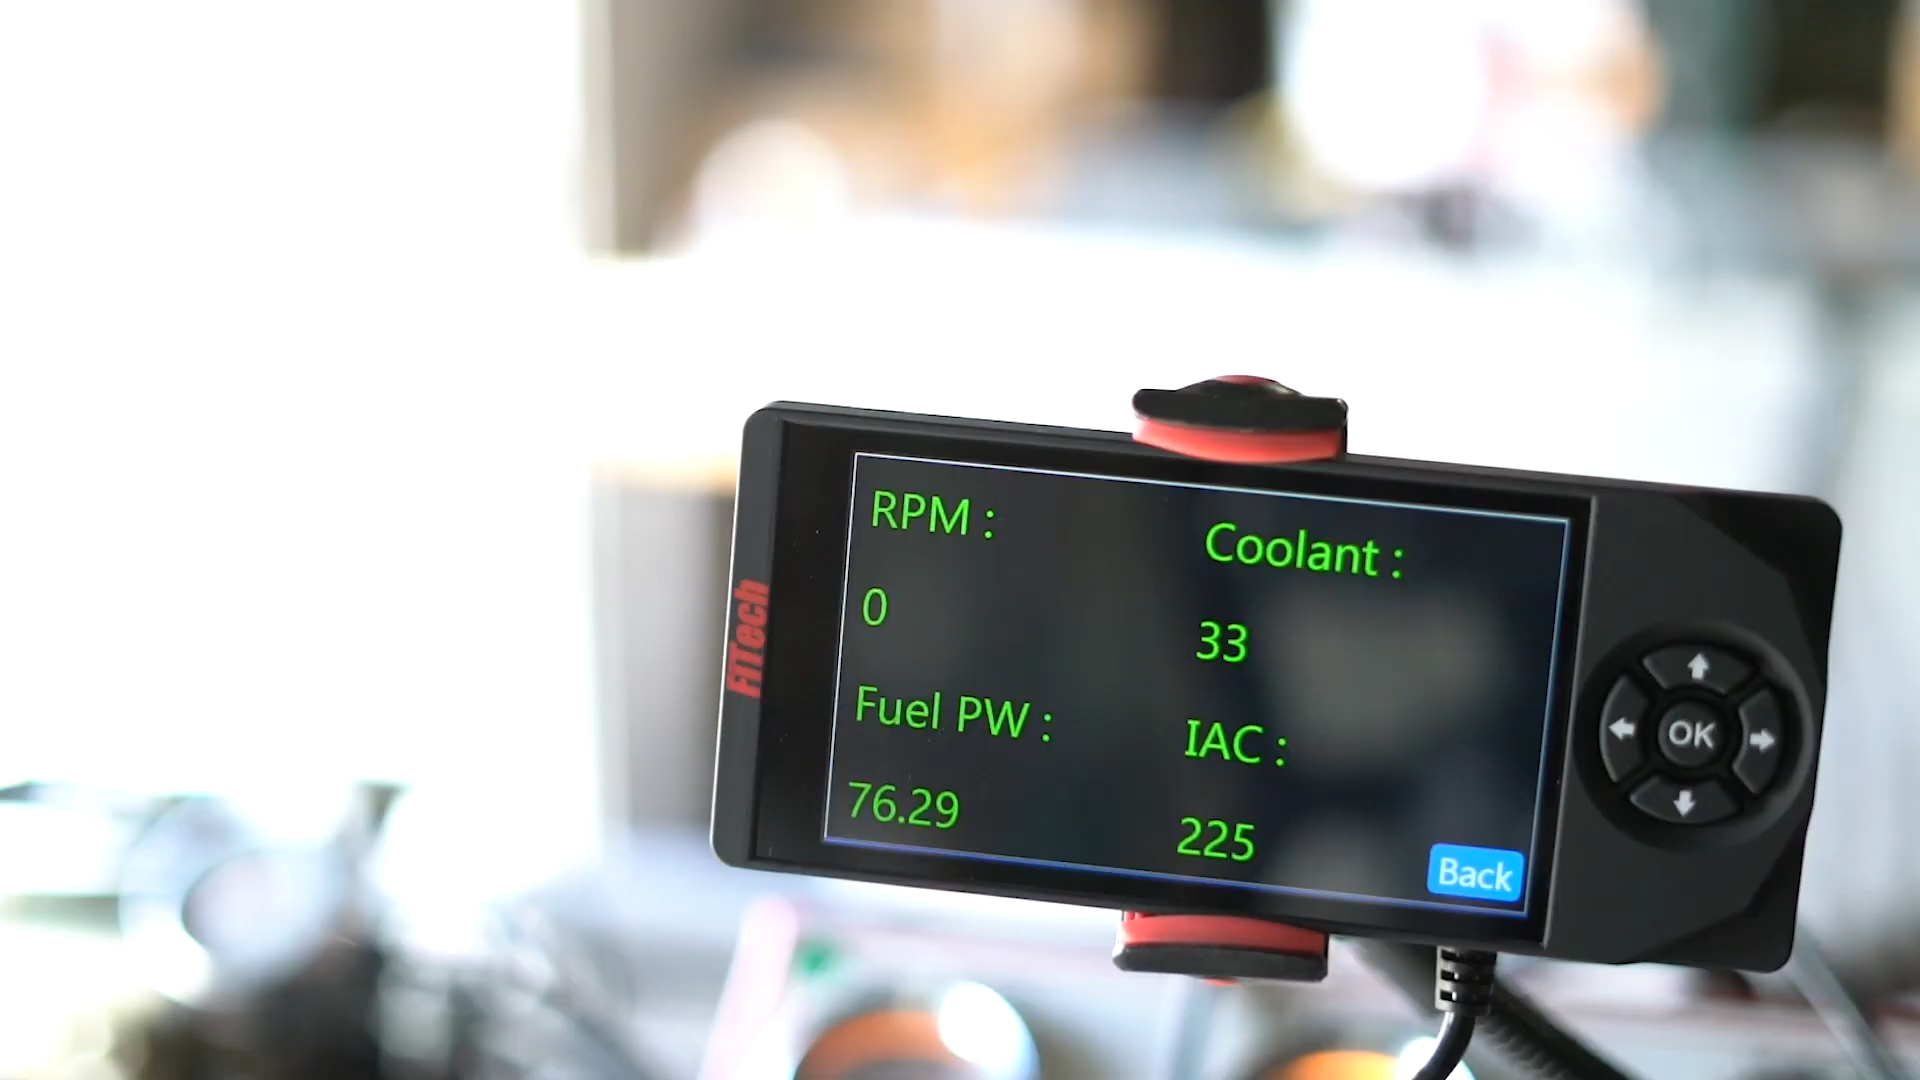 FiTech
RPM :
0
Coolant :
33
Fuel PW :
76.29
IAC :
225
Back
OK